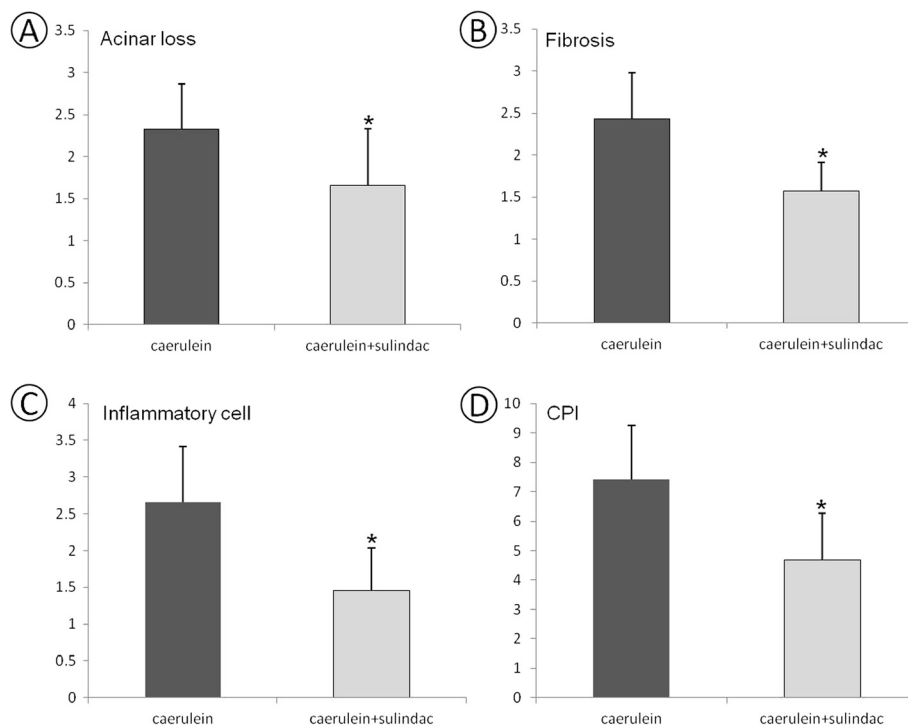 A
Acinar loss
3.5
3
2.5
2
1.5
1
0.5
0
*
caerulein
caerulein+sulindac
B
Fibrosis
3.5
3
2.5
2
1.5
1
0.5
0
*
caerulein
caerulein+sulindac
C
Inflammatory cell
4
3.5
3
2.5
2
1.5
1
0.5
0
*
caerulein
caerulein+sulindac
D
CPI
10
9
8
7
6
5
4
3
2
1
0
*
caerulein
caerulein+sulindac